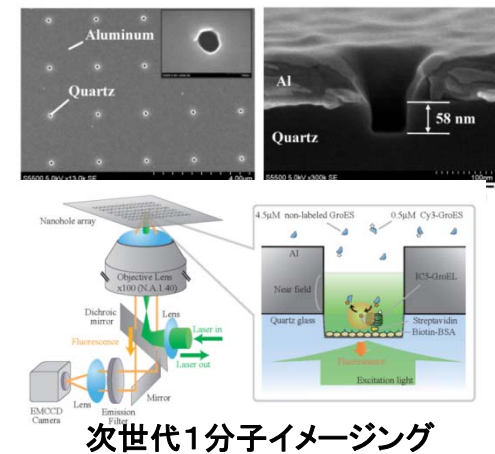 Aluminum
Quartz
S5500 5.0kV x13.0k SE
4.00µm
Al
58 nm
Quartz
S5500 5.0kV x300k SE
100nm
Nanohole array
Objective Lens
x100 (N.A.1.40)
Dichroic
mirror
Lens
Laser in
Fluorescence
Laser out
Mirror
EMCCD
Camera
Lens
Emission
Filter
4.5µM non-labeled GroES
0.5µM Cy3-GroES
Al
IC5-GroEL
Near field
Quartz glass
Streptavidin
Biotin-BSA
Fluorescence
Excitation light
次世代１分子イメージング